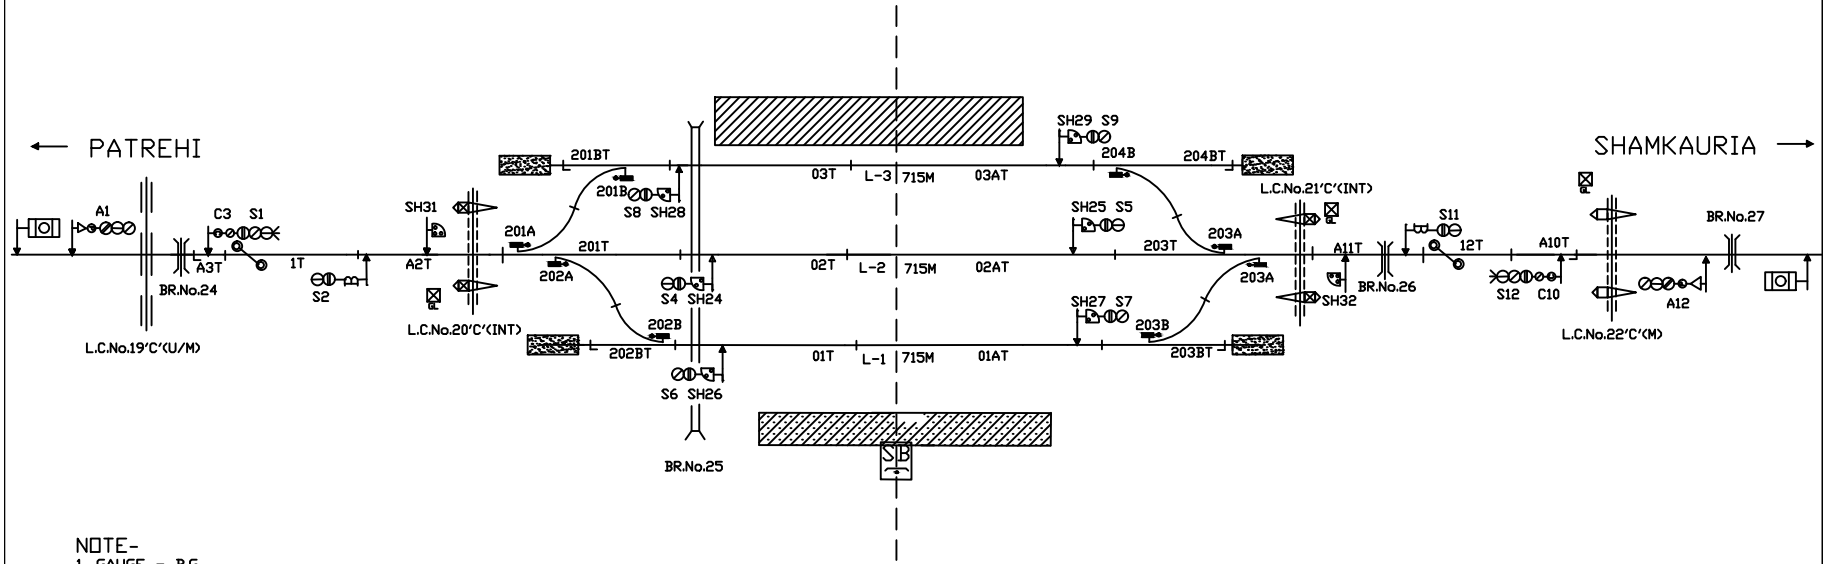 SH29 S9
PATREHI
SHAMKAURIA
201BT
204B
204BT
03T
L-3
715M
03AT
201B
S8 SH28
L.C.No.21'C'(INT)
A1
C3 S1
SH31
201A
SH25 S5
203A
S11
BR.No.27
A3T
1T
A2T
201T
02T
L-2
715M
02AT
203T
A11T
12T
A10T
BR.No.24
S2
202A
S4 SH24
203A
SH32
BR.No.26
S12 C10
A12
L.C.No.19'C'(U/M)
L.C.No.20'C'(INT)
202B
SH27 S7
203B
L.C.No.22'C'(M)
202BT
01T
L-1
715M
01AT
203BT
S6 SH26
SB
BR.No.25
NOTE-
1. GAUGE - B.G.